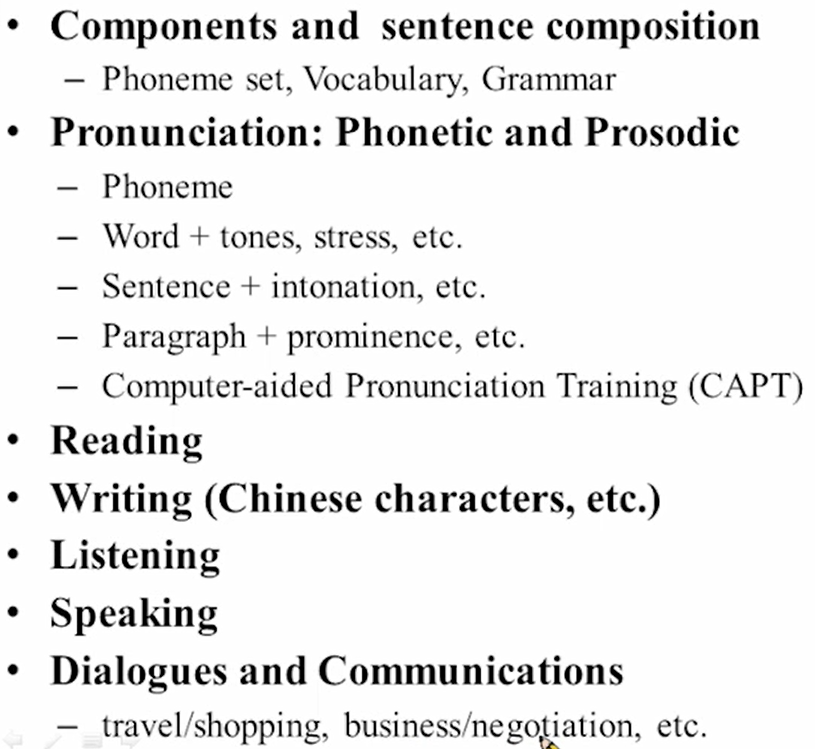 • Components and sentence composition
– Phoneme set, Vocabulary, Grammar
• Pronunciation: Phonetic and Prosodic
– Phoneme
– Word + tones, stress, etc.
– Sentence + intonation, etc.
– Paragraph + prominence, etc.
– Computer-aided Pronunciation Training (CAPT)
• Reading
• Writing (Chinese characters, etc.)
• Listening
• Speaking
• Dialogues and Communications
– travel/shopping, business/negotiation, etc.